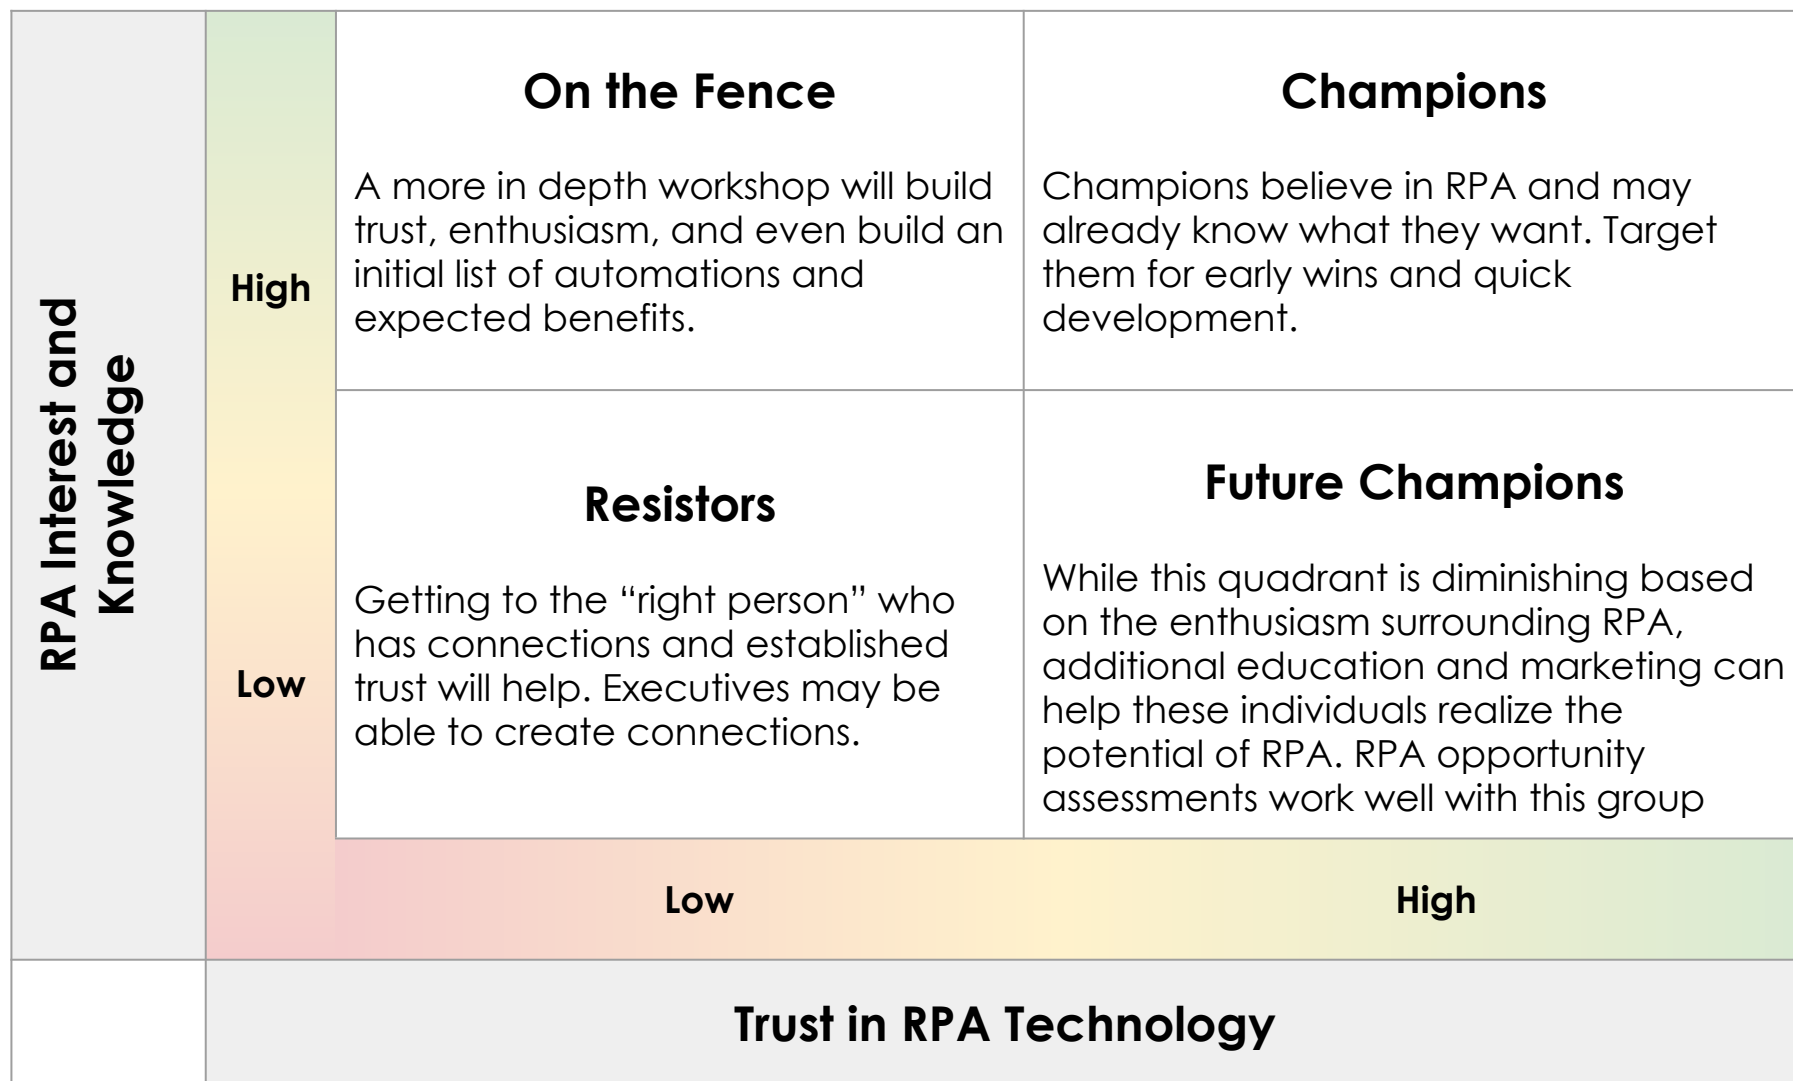 RPA Interest and
Knowledge
High
Low
On the Fence
A more in depth workshop will build
trust, enthusiasm, and even build an
initial list of automations and
expected benefits.
Champions
Champions believe in RPA and may
already know what they want. Target
them for early wins and quick
development.
Resistors
Getting to the “right person” who
has connections and established
trust will help. Executives may be
able to create connections.
Future Champions
While this quadrant is diminishing based
on the enthusiasm surrounding RPA,
additional education and marketing can
help these individuals realize the
potential of RPA. RPA opportunity
assessments work well with this group
Low
High
Trust in RPA Technology